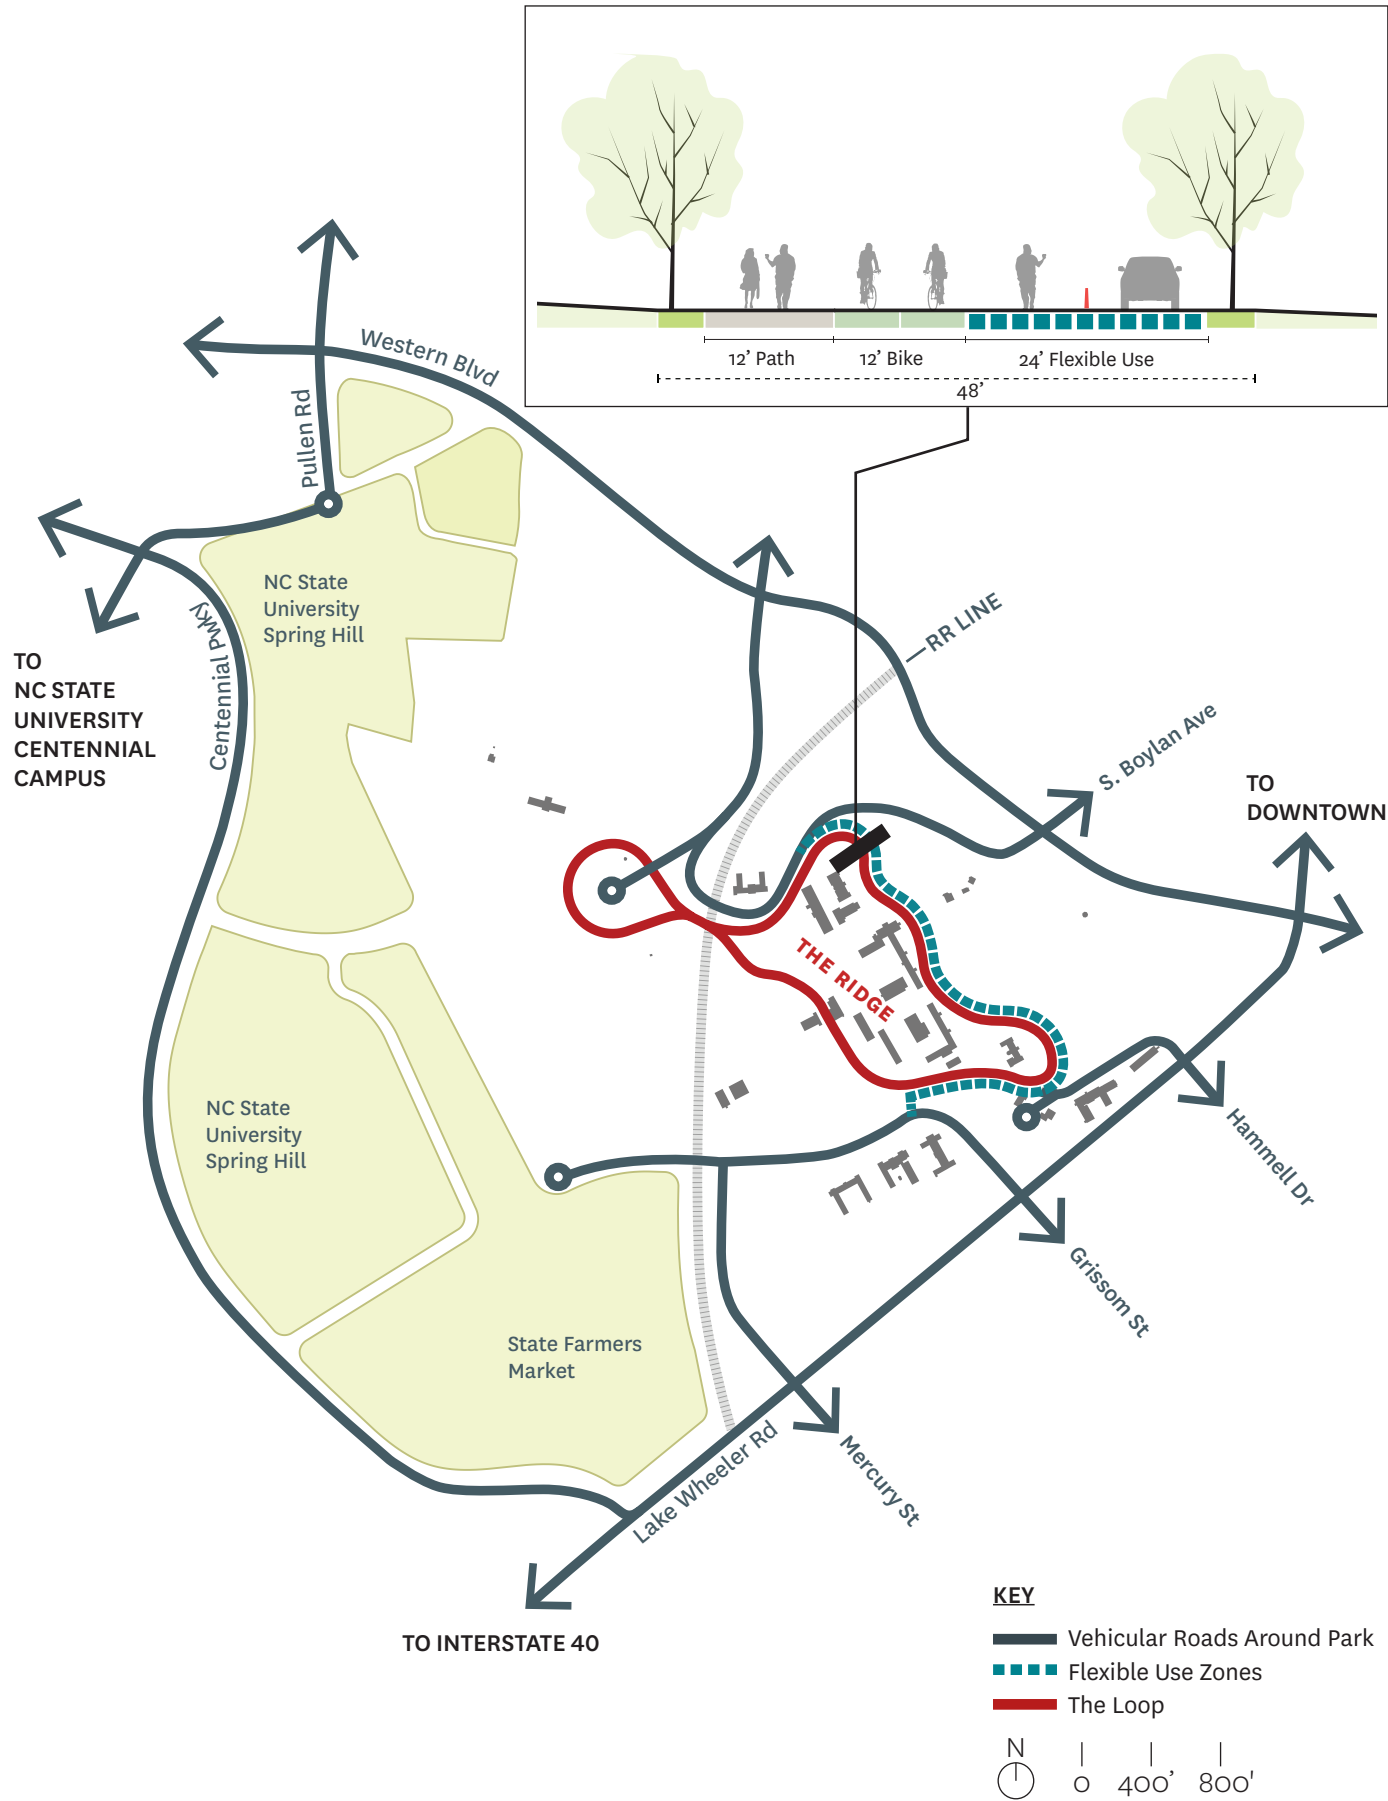 12’ Path
12’ Bike
24’ Flexible Use
48’
Western Blvd
Pullen Rd
NC State
University
Spring Hill
RR LINE
TO
NC STATE
UNIVERSITY
CENTENNIAL
CAMPUS
Centennial Pwky
S. Boylan Ave
TO
DOWNTOWN
THE RIDGE
NC State
University
Spring Hill
Hammell Dr
Grissom St
State Farmers
Market
Mercury St
Lake Wheeler Rd
TO INTERSTATE 40
KEY
Vehicular Roads Around Park
Flexible Use Zones
The Loop
N
0 400’ 800'